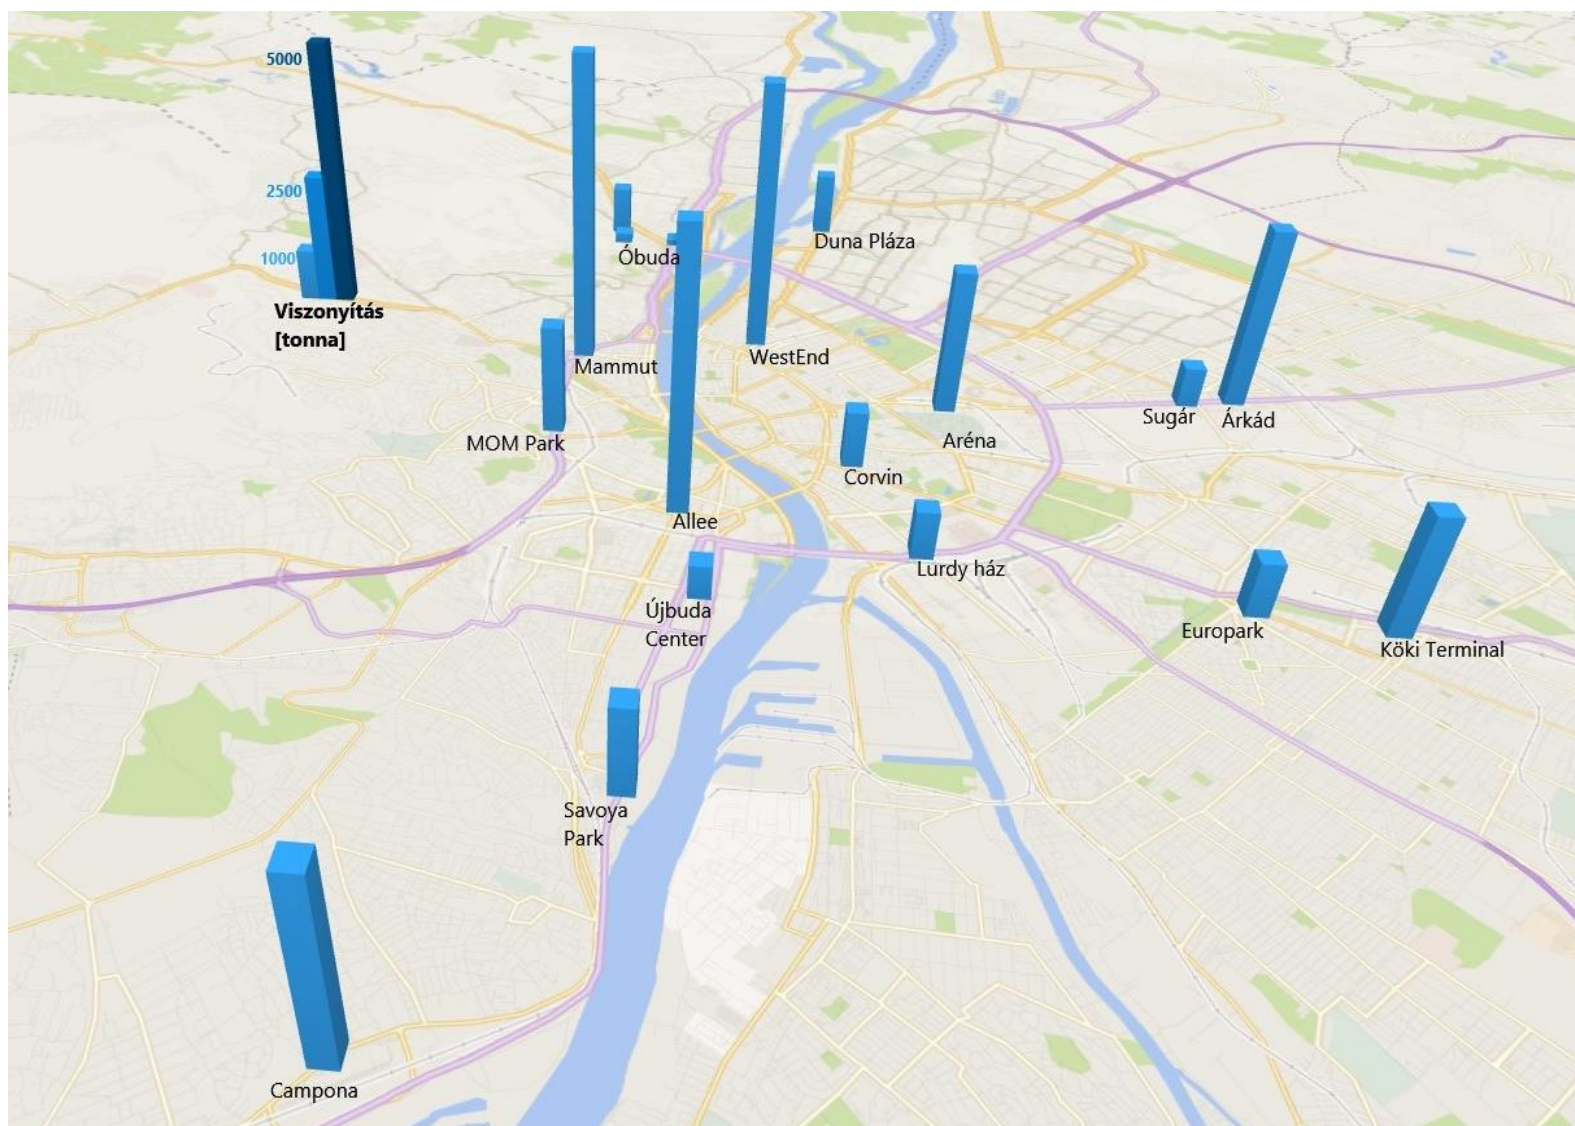 5000
2500
1000
Viszonyítás
[tonna]
Óbuda
Duna Pláza
Mammut
WestEnd
MOM Park
Aréna
Sugár
Árkád
Corvin
Allee
Lurdy ház
Újbuda
Center
Europark
Köki Terminal
Savoya
Park
Campona